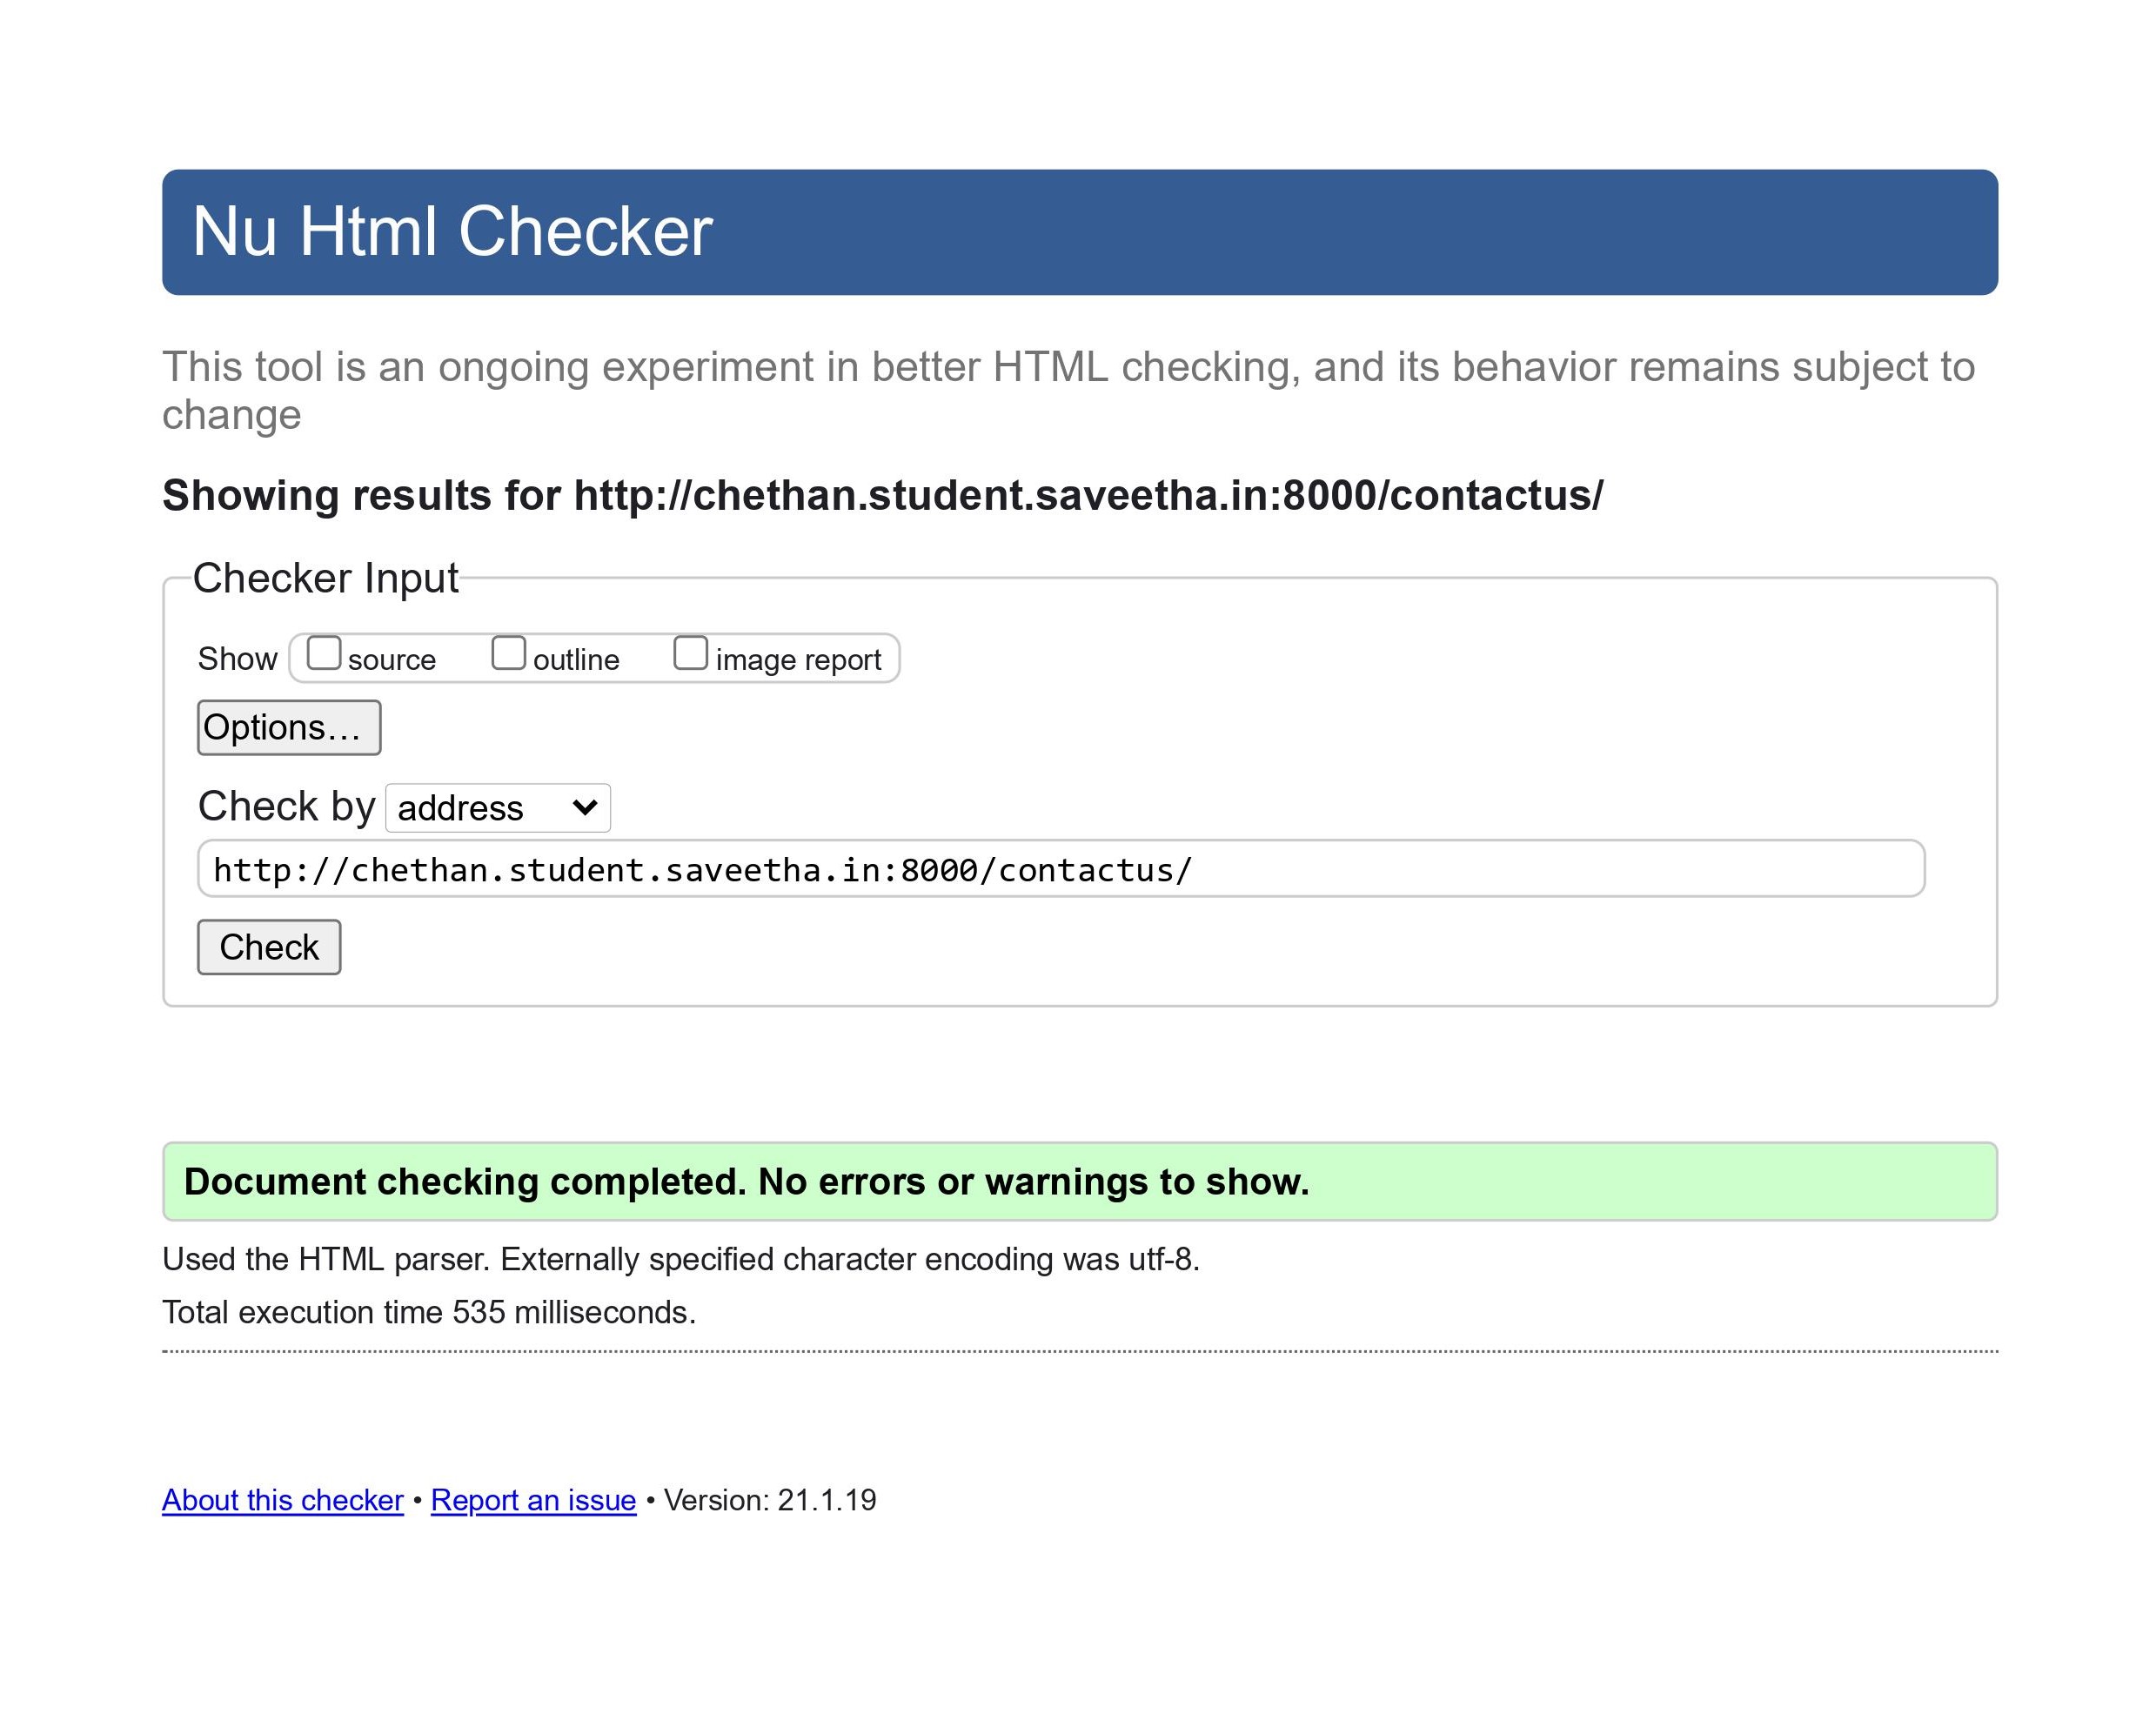 Nu Html Checker
This tool is an ongoing experiment in better HTML checking, and its behavior remains subject to
change
Showing results for http://chethan.student.saveetha.in:8000/contactus/
Checker Input
Show source outline image report
Options…
Check by address
http://chethan.student.saveetha.in:8000/contactus/
Check
Document checking completed. No errors or warnings to show.
Used the HTML parser. Externally specified character encoding was utf-8.
Total execution time 535 milliseconds.
About this checker • Report an issue • Version: 21.1.19